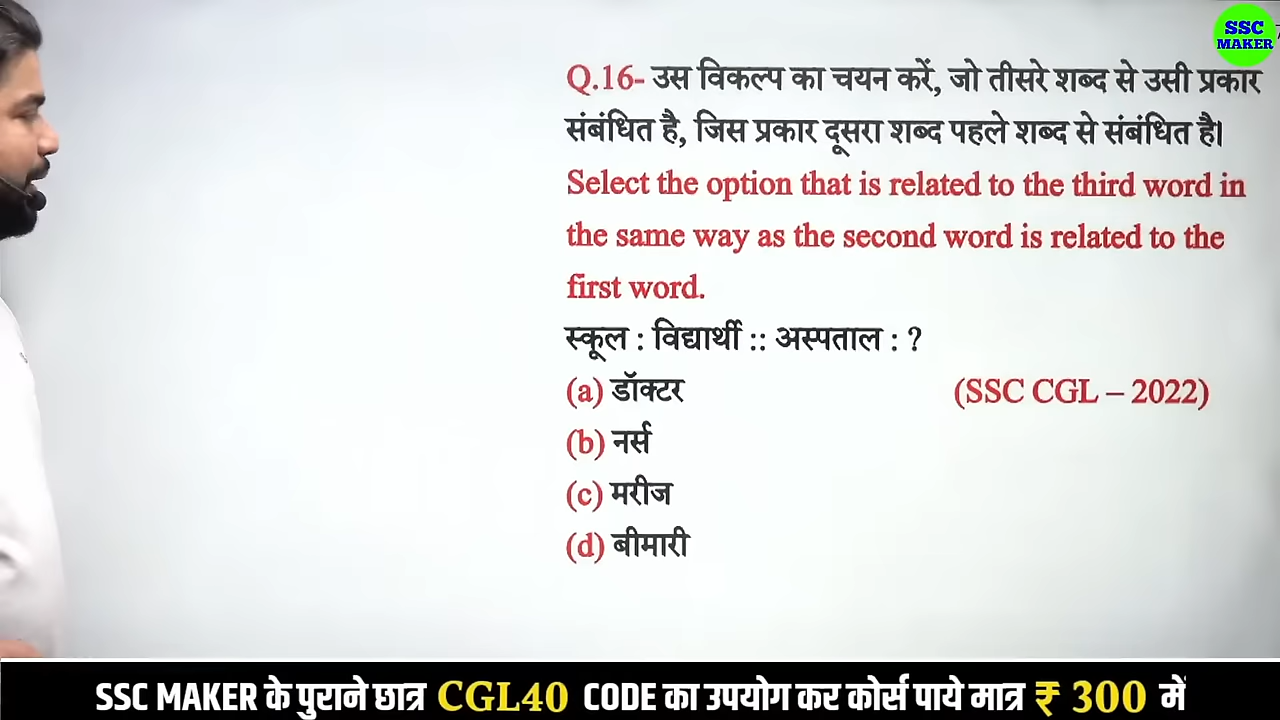 SSC
MAKER
Q.16- उस विकल्प का चयन करें, जो तीसरे शब्द से उसी प्रकार
संबंधित है, जिस प्रकार दूसरा शब्द पहले शब्द से संबंधित है।
Select the option that is related to the third word in
the same way as the second word is related to the
first word.
स्कूल : विद्यार्थी :: अस्पताल : ?
(a) डॉक्टर (SSC CGL – 2022)
(b) नर्स
(c) मरीज
(d) बीमारी
SSC MAKER के पुराने छात्र CGL40 CODE का उपयोग कर कोर्स पाये मात्र ₹ 300 में